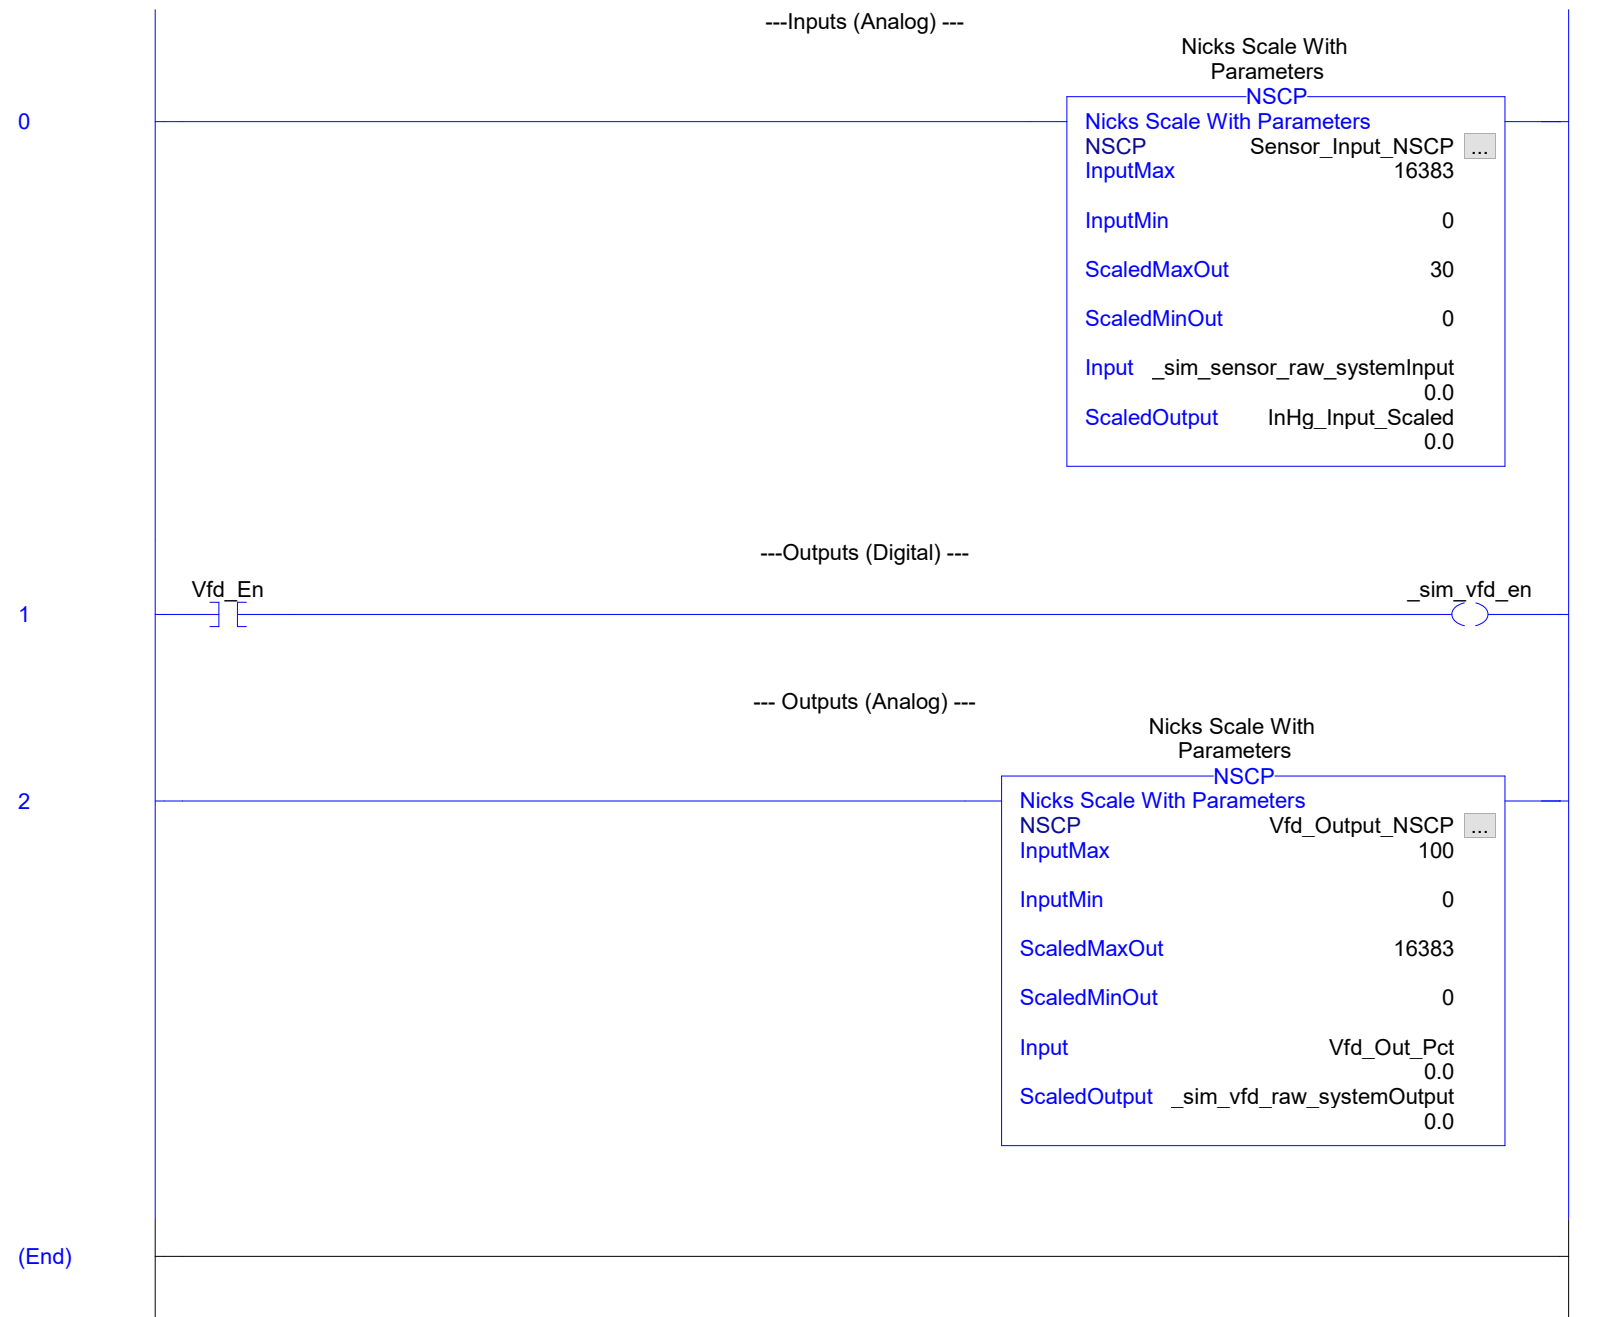 ---Inputs (Analog) ---
Nicks Scale With
Parameters
NSCP
0
Nicks Scale With Parameters
NSCP Sensor_Input_NSCP ...
InputMax 16383
InputMin 0
ScaledMaxOut 30
ScaledMinOut 0
Input _sim_sensor_raw_systemInput
0.0
ScaledOutput InHg_Input_Scaled
0.0
---Outputs (Digital) ---
Vfd_En _sim_vfd_en
1
--- Outputs (Analog) ---
Nicks Scale With
Parameters
NSCP
2
Nicks Scale With Parameters
NSCP Vfd_Output_NSCP ...
InputMax 100
InputMin 0
ScaledMaxOut 16383
ScaledMinOut 0
Input Vfd_Out_Pct
0.0
ScaledOutput _sim_vfd_raw_systemOutput
0.0
(End)